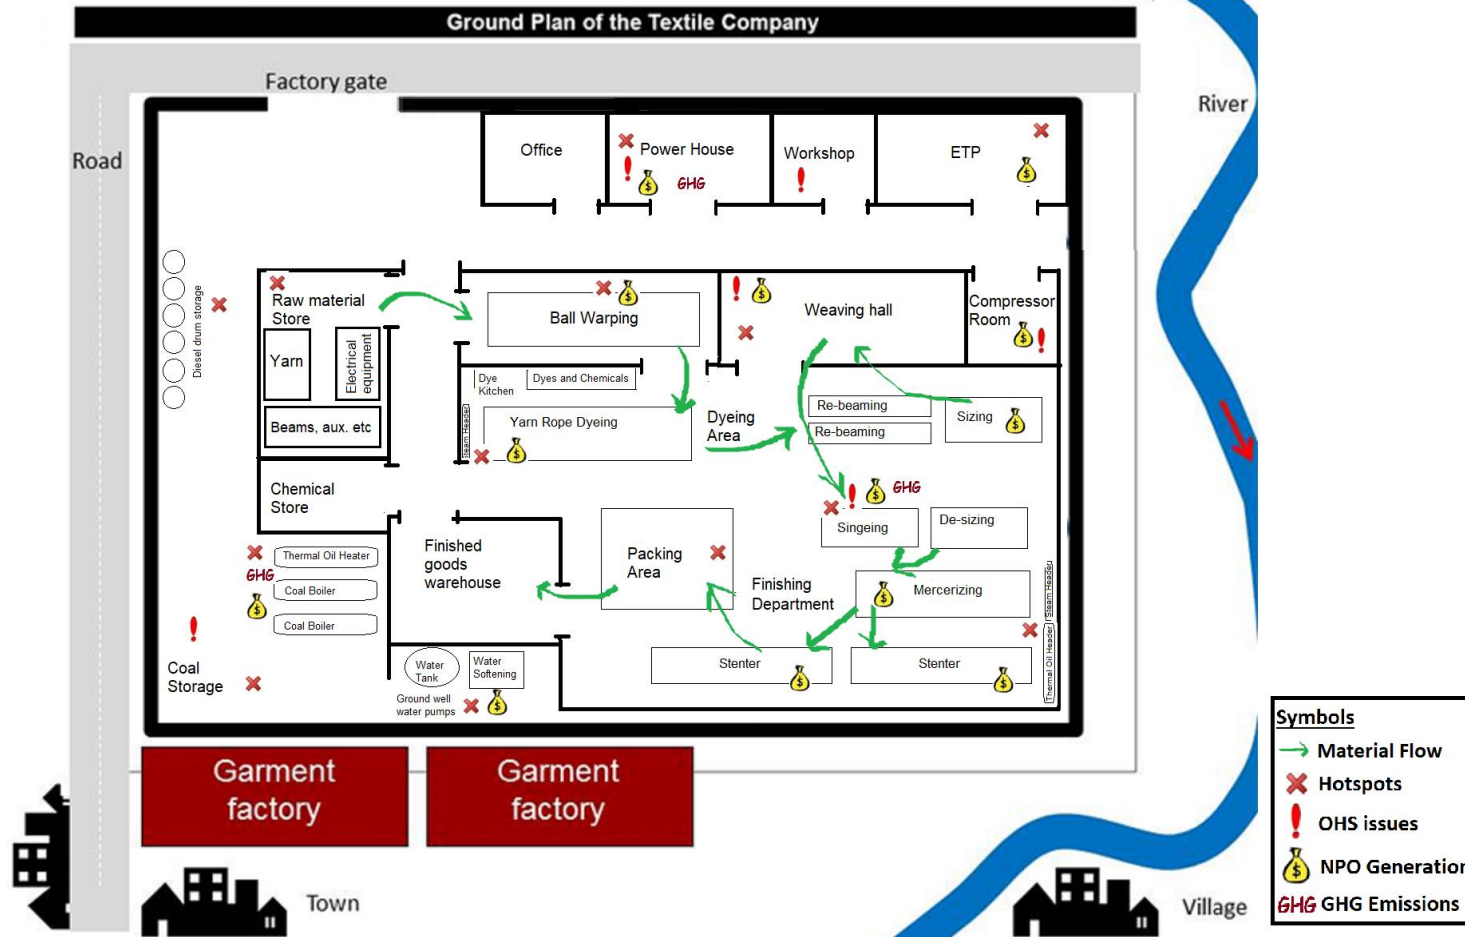 Ground Plan of the Textile Company
Factory gate
River
Road
Office
Power House
GHG
Workshop
ETP
Diesel drum storage
Raw material
Store
Yarn
Electrical
equipment
Beams, aux. etc
Ball Warping
Weaving hall
Compressor
Room
Dye
Kitchen
Dyes and Chemicals
Steam Header
Yarn Rope Dyeing
Dyeing
Area
Re-beaming
Re-beaming
Sizing
Chemical
Store
GHG
Singeing
De-sizing
Finished
goods
warehouse
Packing
Area
Finishing
Department
Mercerizing
Steam Header
Thermal Oil Header
Stenter
Stenter
Thermal Oil Heater
GHG
Coal Boiler
Coal Boiler
Coal
Storage
Water
Tank
Water
Softening
Ground well
water pumps
Garment
factory
Garment
factory
Town
Village
Symbols
Material Flow
Hotspots
OHS issues
NPO Generation
GHG GHG Emissions